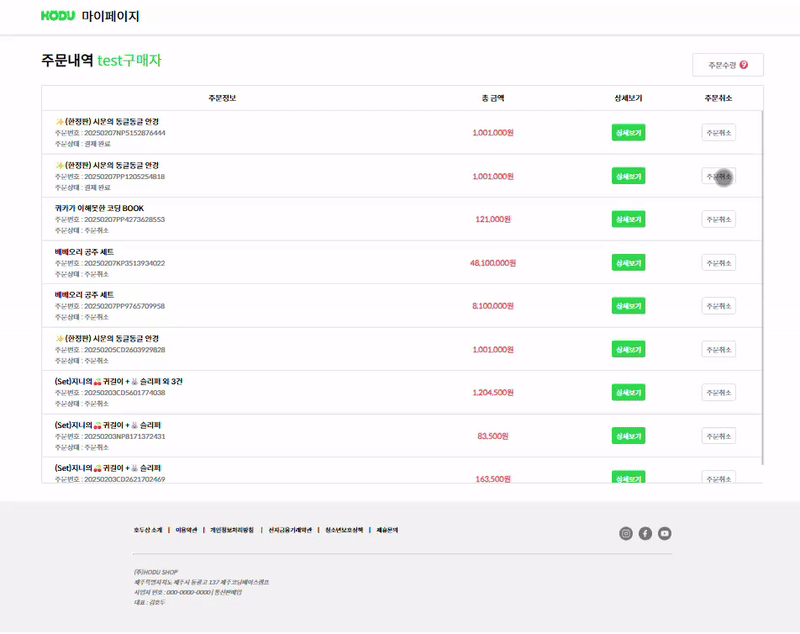 HODU 마이페이지
주문내역 test구매자
주문수령 ?
주문정보 총 금액 상세보기 주문취소
✨(한정판) 시문의 동글동글 안경
주문번호 : 20250207NP5152876444
주문상태 : 결제 완료
1,001,000원 상세보기 주문취소
✨(한정판) 시문의 동글동글 안경
주문번호 : 20250207PP1205254818
주문상태 : 결제 완료
1,001,000원 상세보기 주문취소
퀴카가 이해못한 코딩 BOOK
주문번호 : 20250207PP4273628553
주문상태 : 주문취소
121,000원 상세보기 주문취소
베베오리 공주 세트
주문번호 : 20250207KP3513934022
주문상태 : 주문취소
48,100,000원 상세보기 주문취소
베베오리 공주 세트
주문번호 : 20250207PP9765709958
주문상태 : 주문취소
8,100,000원 상세보기 주문취소
✨(한정판) 시문의 동글동글 안경
주문번호 : 20250205CD2603929828
주문상태 : 주문취소
1,001,000원 상세보기 주문취소
(Set)지니의🍒귀걸이 + 🐰 슬리퍼 외 3건
주문번호 : 20250203CD5601774038
주문상태 : 주문취소
1,204,500원 상세보기 주문취소
(Set)지니의🍒귀걸이 + 🐰 슬리퍼
주문번호 : 20250203NP8171372431
주문상태 : 주문취소
83,500원 상세보기 주문취소
(Set)지니의🍒귀걸이 + 🐰 슬리퍼
주문번호 : 20250203CD2621702469
163,500원 상세보기 주문취소
호두샵 소개 | 이용약관 | 개인정보처리방침 | 전자금융거래약관 | 청소년보호정책 | 제휴문의
(주)HODU SHOP
제주특별자치도 제주시 동광고 137 제주코딩베이스캠프
사업자 번호 : 000-0000-0000 | 통신판매업
대표 : 김호두